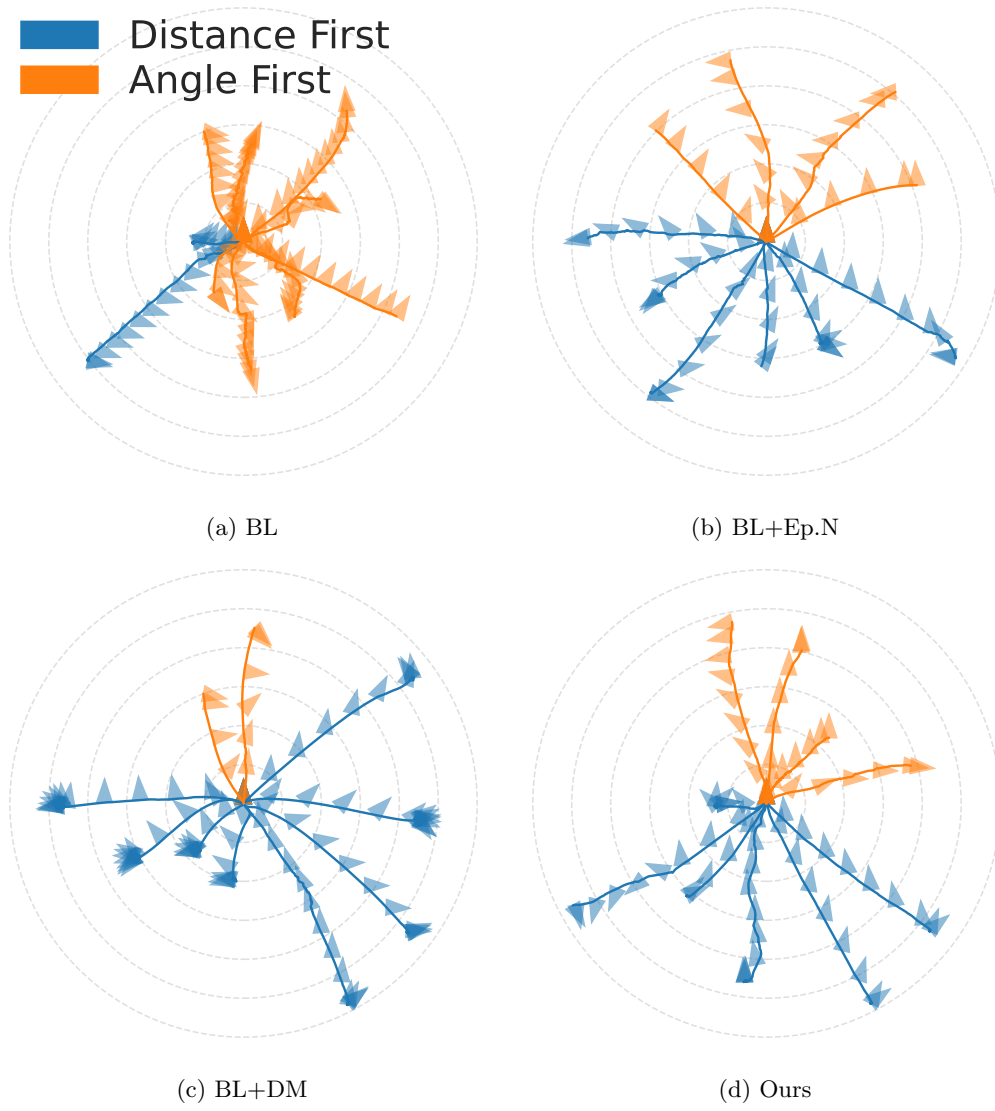 Distance First
Angle First
(a) BL
(b) BL+Ep.N
(c) BL+DM
(d) Ours